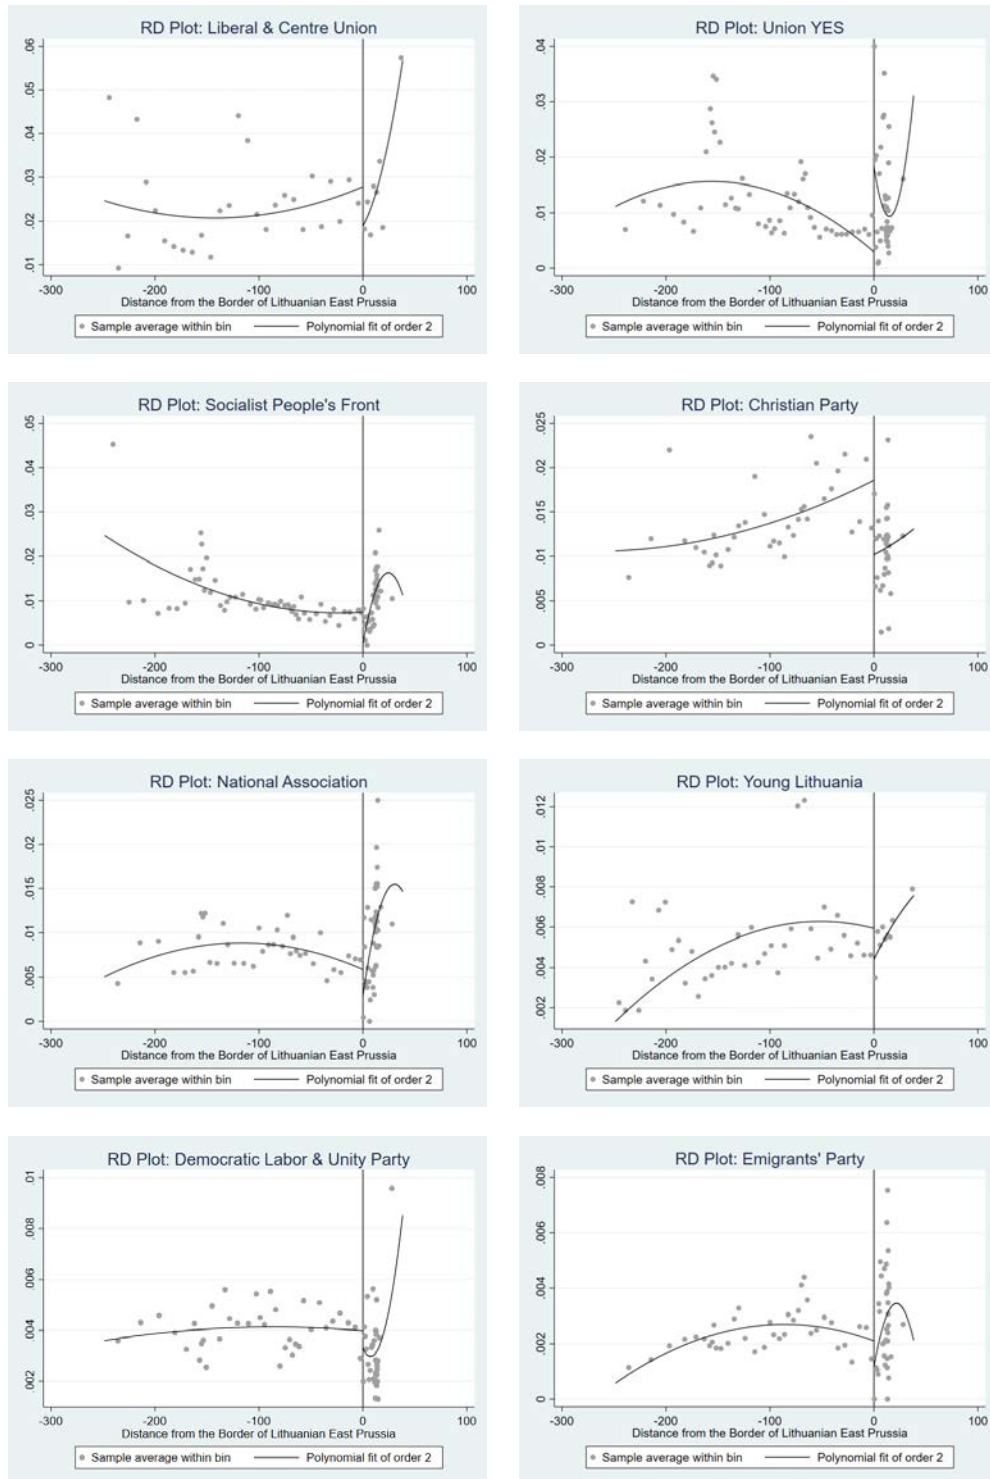 RD Plot: Liberal & Centre Union
.06
.05
.04
.03
.02
.01
-300 -200 -100 0 100
Distance from the Border of Lithuanian East Prussia
Sample average within bin Polynomial fit of order 2
RD Plot: Union YES
.04
.03
.02
.01
0
-300 -200 -100 0 100
Distance from the Border of Lithuanian East Prussia
Sample average within bin Polynomial fit of order 2
RD Plot: Socialist People's Front
.05
.04
.03
.02
.01
0
-300 -200 -100 0 100
Distance from the Border of Lithuanian East Prussia
Sample average within bin Polynomial fit of order 2
RD Plot: Christian Party
.025
.02
.015
.01
.005
0
-300 -200 -100 0 100
Distance from the Border of Lithuanian East Prussia
Sample average within bin Polynomial fit of order 2
RD Plot: National Association
.025
.02
.015
.01
.005
0
-300 -200 -100 0 100
Distance from the Border of Lithuanian East Prussia
Sample average within bin Polynomial fit of order 2
RD Plot: Young Lithuania
.012
.01
.008
.006
.004
.002
-300 -200 -100 0 100
Distance from the Border of Lithuanian East Prussia
Sample average within bin Polynomial fit of order 2
RD Plot: Democratic Labor & Unity Party
.01
.008
.006
.004
.002
-300 -200 -100 0 100
Distance from the Border of Lithuanian East Prussia
Sample average within bin Polynomial fit of order 2
RD Plot: Emigrants' Party
.008
.006
.004
.002
0
-300 -200 -100 0 100
Distance from the Border of Lithuanian East Prussia
Sample average within bin Polynomial fit of order 2